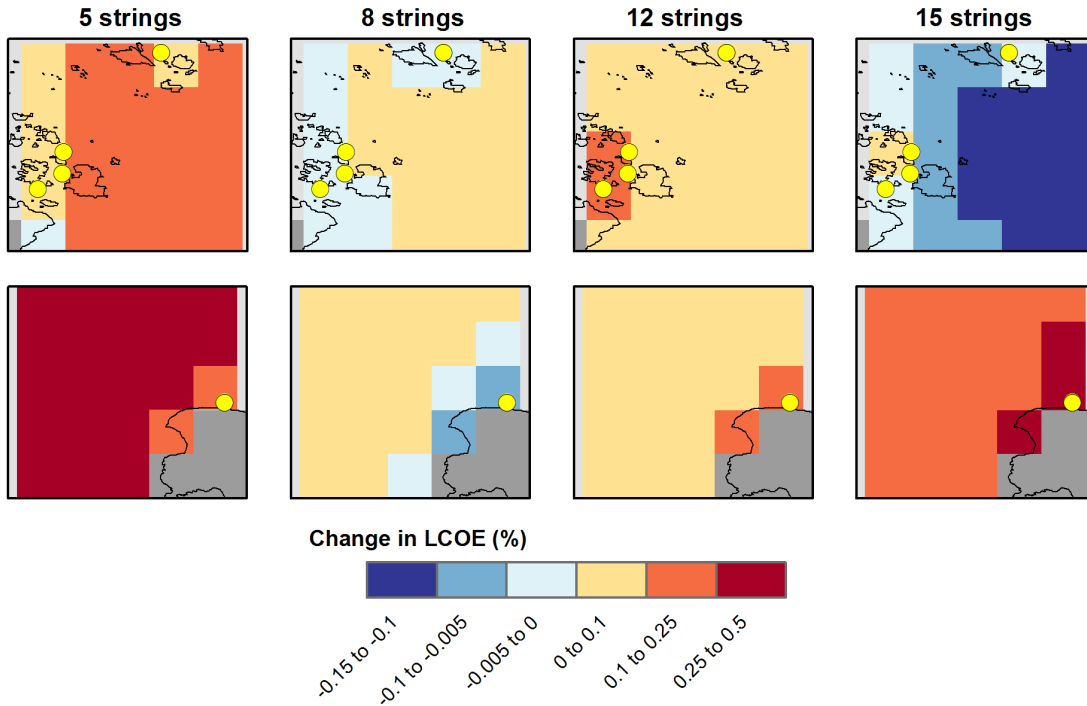 5 strings
8 strings
12 strings
15 strings
Change in LCOE (%)
-0.15 to -0.1
-0.1 to -0.005
-0.005 to 0
0 to 0.1
0.1 to 0.25
0.25 to 0.5